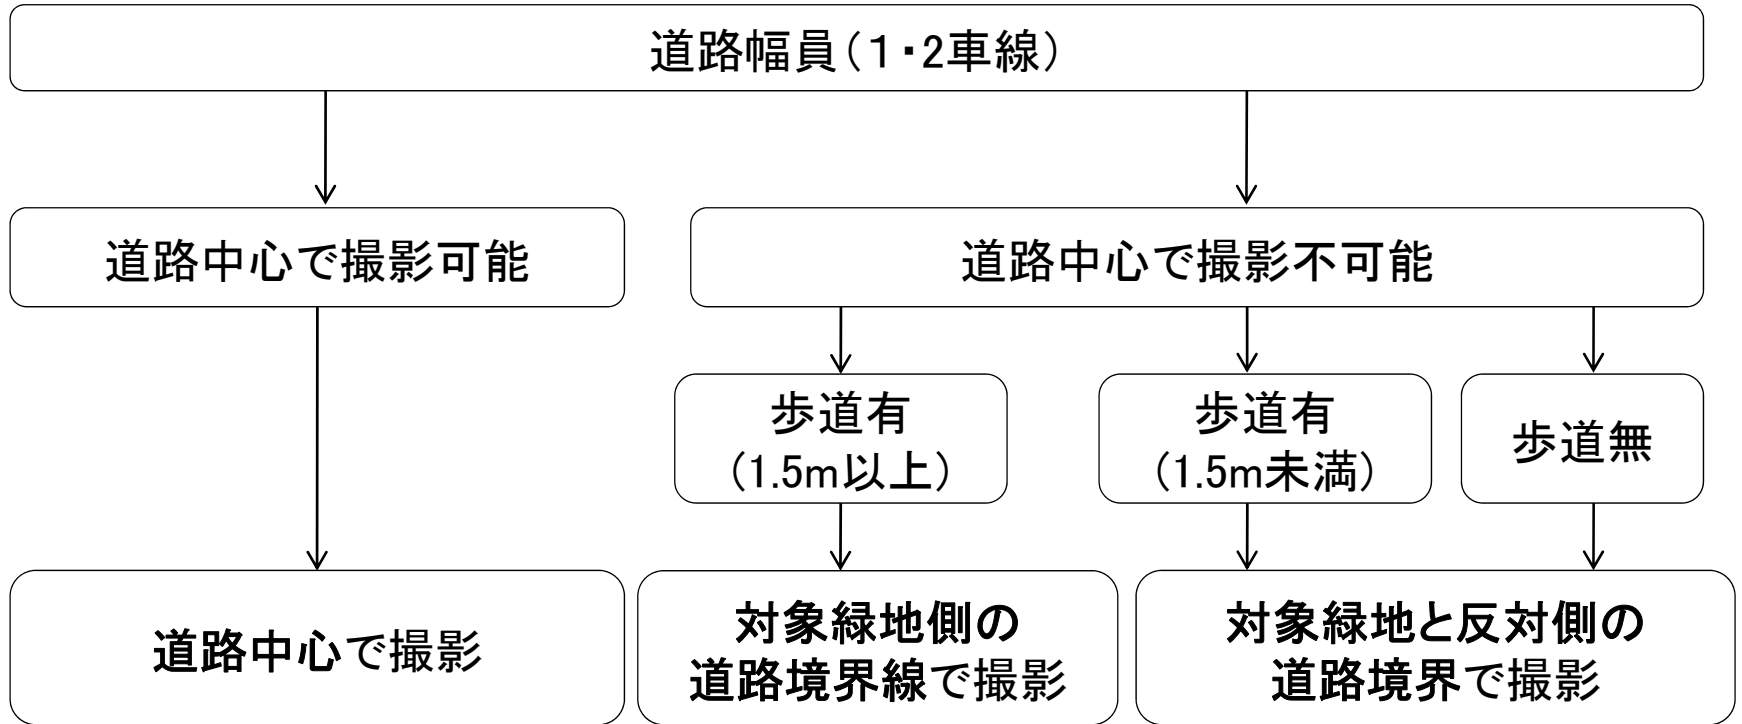 道路幅員（１・２車線）
道路中心で撮影可能
道路中心で撮影不可能
歩道有
（1.5m以上）
歩道有
（1.5m未満）
歩道無
道路中心で撮影
対象緑地側の
道路境界線で撮影
対象緑地と反対側の
道路境界で撮影